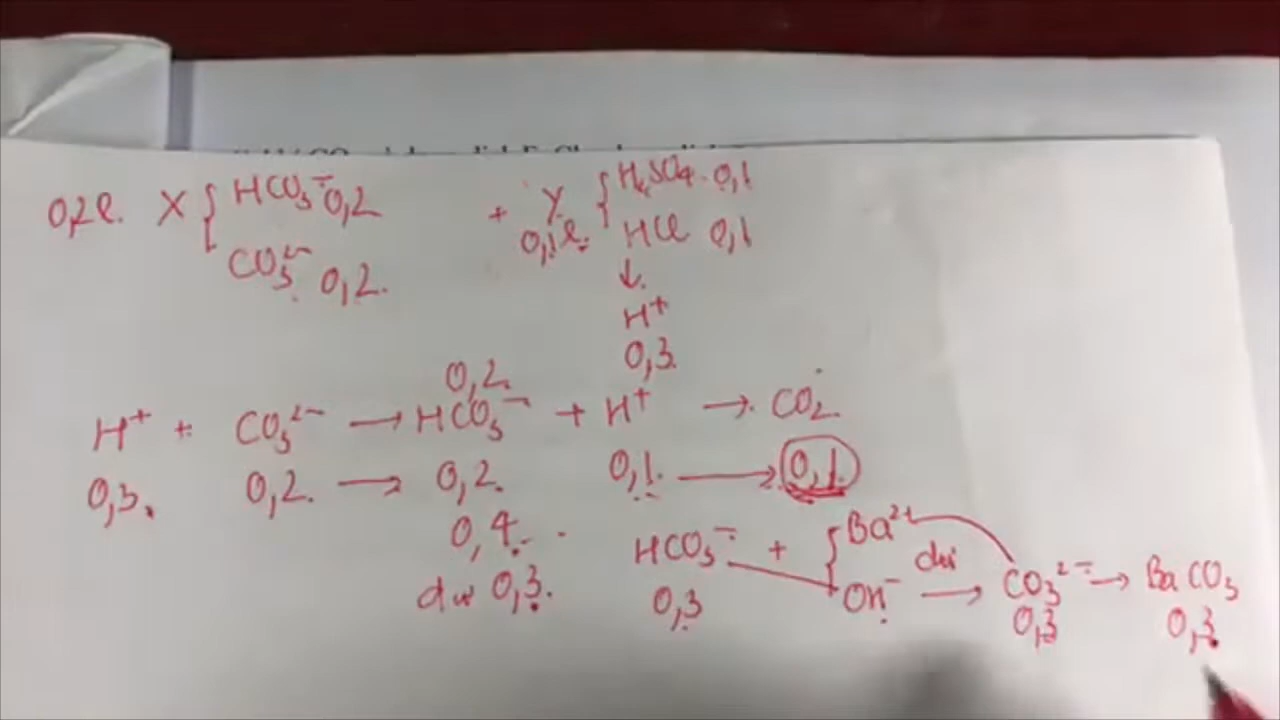 0,2l. X { HCO₃⁻ 0,2 + Y { H₂SO₄ 0,1
CO₃²⁻ 0,2. 0,1l. HCl 0,1
↓
H⁺
0,3.
0,2.
H⁺ + CO₃²⁻ → HCO₃⁻ + H⁺ → CO₂
0,3. 0,2. → 0,2. 0,1. → 0,1.
0,4.
dư 0,3.
HCO₃⁻ + { Ba²⁺
OH⁻ dư → CO₃²⁻ → BaCO₃
0,3 0,3 0,3.